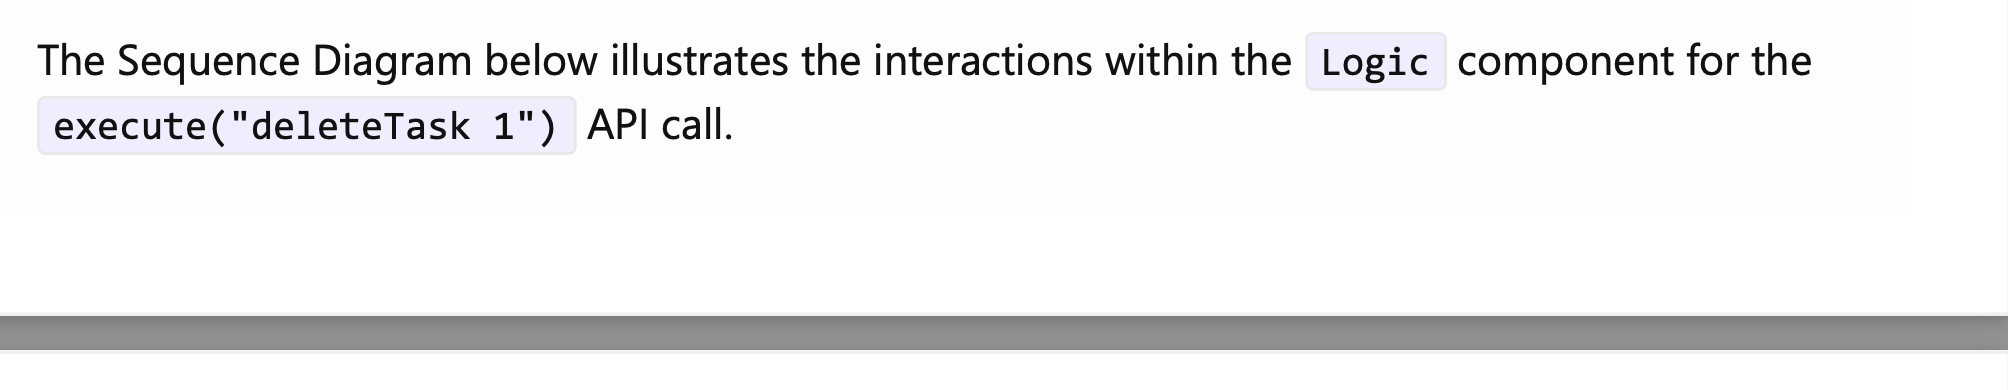 The Sequence Diagram below illustrates the interactions within the Logic component for the
execute("deleteTask 1") API call.